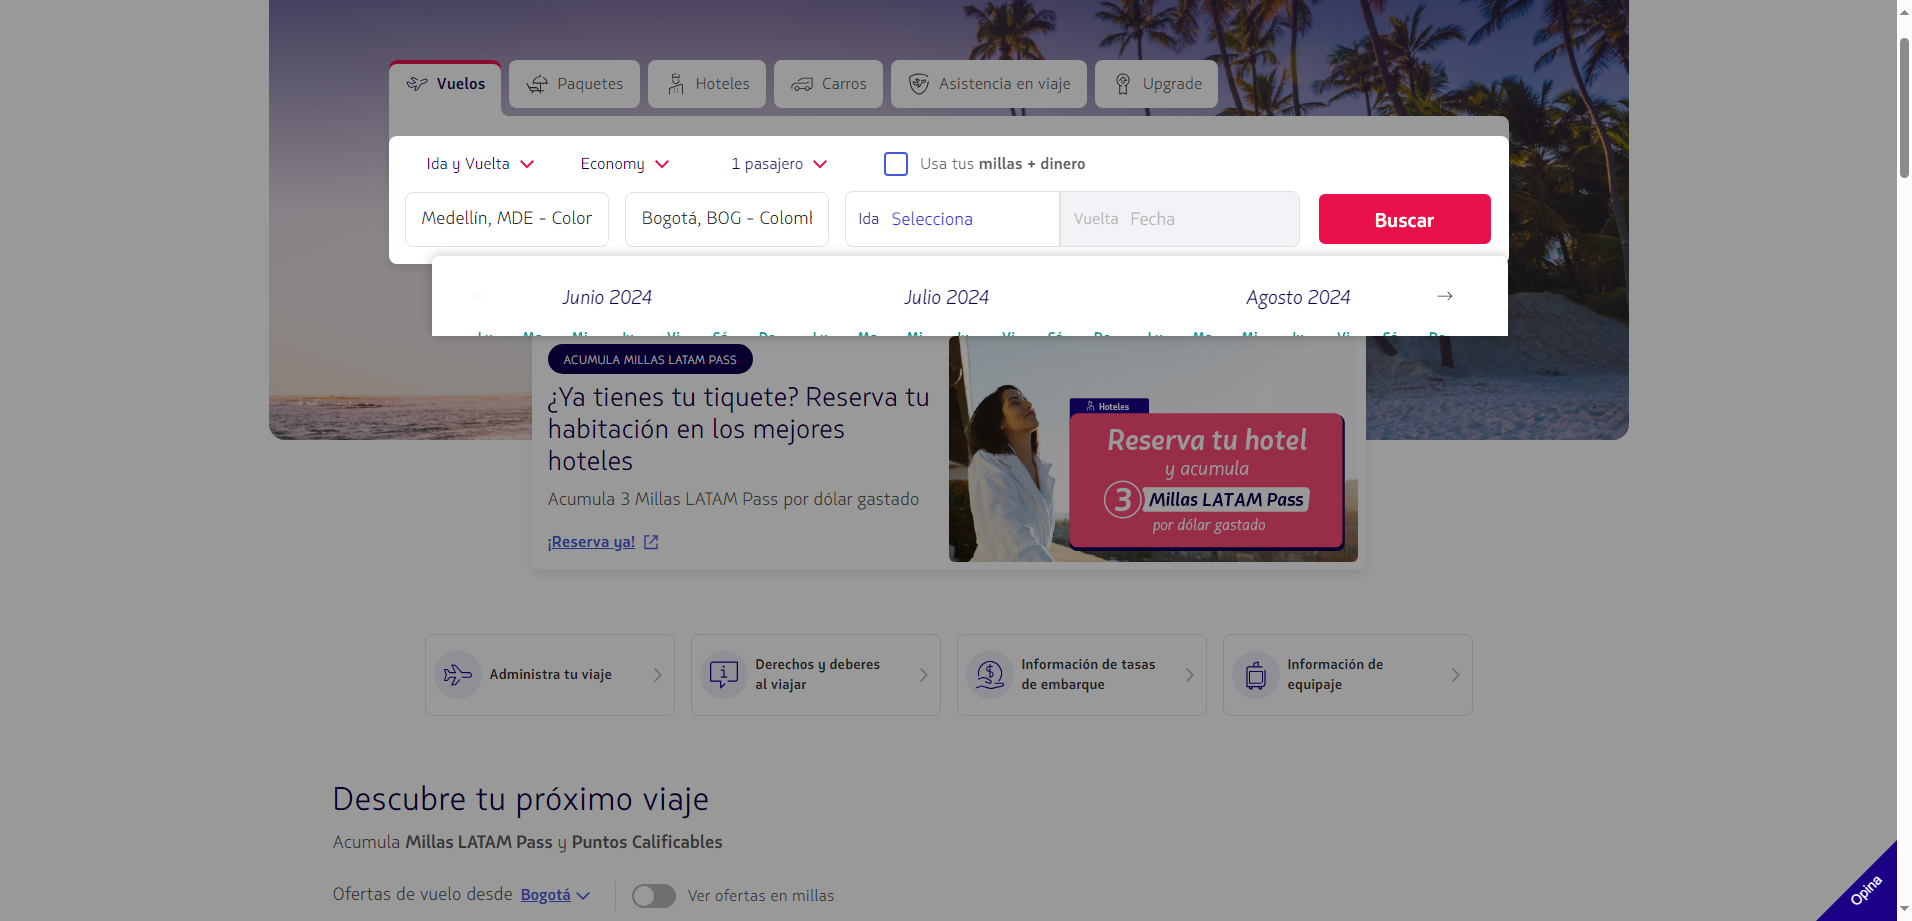 Vuelos
Paquetes
Hoteles
Carros
Asistencia en viaje
Upgrade
Ida y Vuelta
Economy
1 pasajero
Usa tus millas + dinero
Medellín, MDE - Color
Bogotá, BOG - Colom
Ida Selecciona
Vuelta Fecha
Buscar
Junio 2024
Julio 2024
Agosto 2024
ACUMULA MILLAS LATAM PASS
¿Ya tienes tu tiquete? Reserva tu
habitación en los mejores
hoteles
Acumula 3 Millas LATAM Pass por dólar gastado
¡Reserva ya!
Hoteles
Reserva tu hotel
y acumula
3 Millas LATAM Pass
por dólar gastado
Administra tu viaje
Derechos y deberes
al viajar
Información de tasas
de embarque
Información de
equipaje
Descubre tu próximo viaje
Acumula Millas LATAM Pass y Puntos Calificables
Ofertas de vuelo desde Bogotá
Ver ofertas en millas
Opina